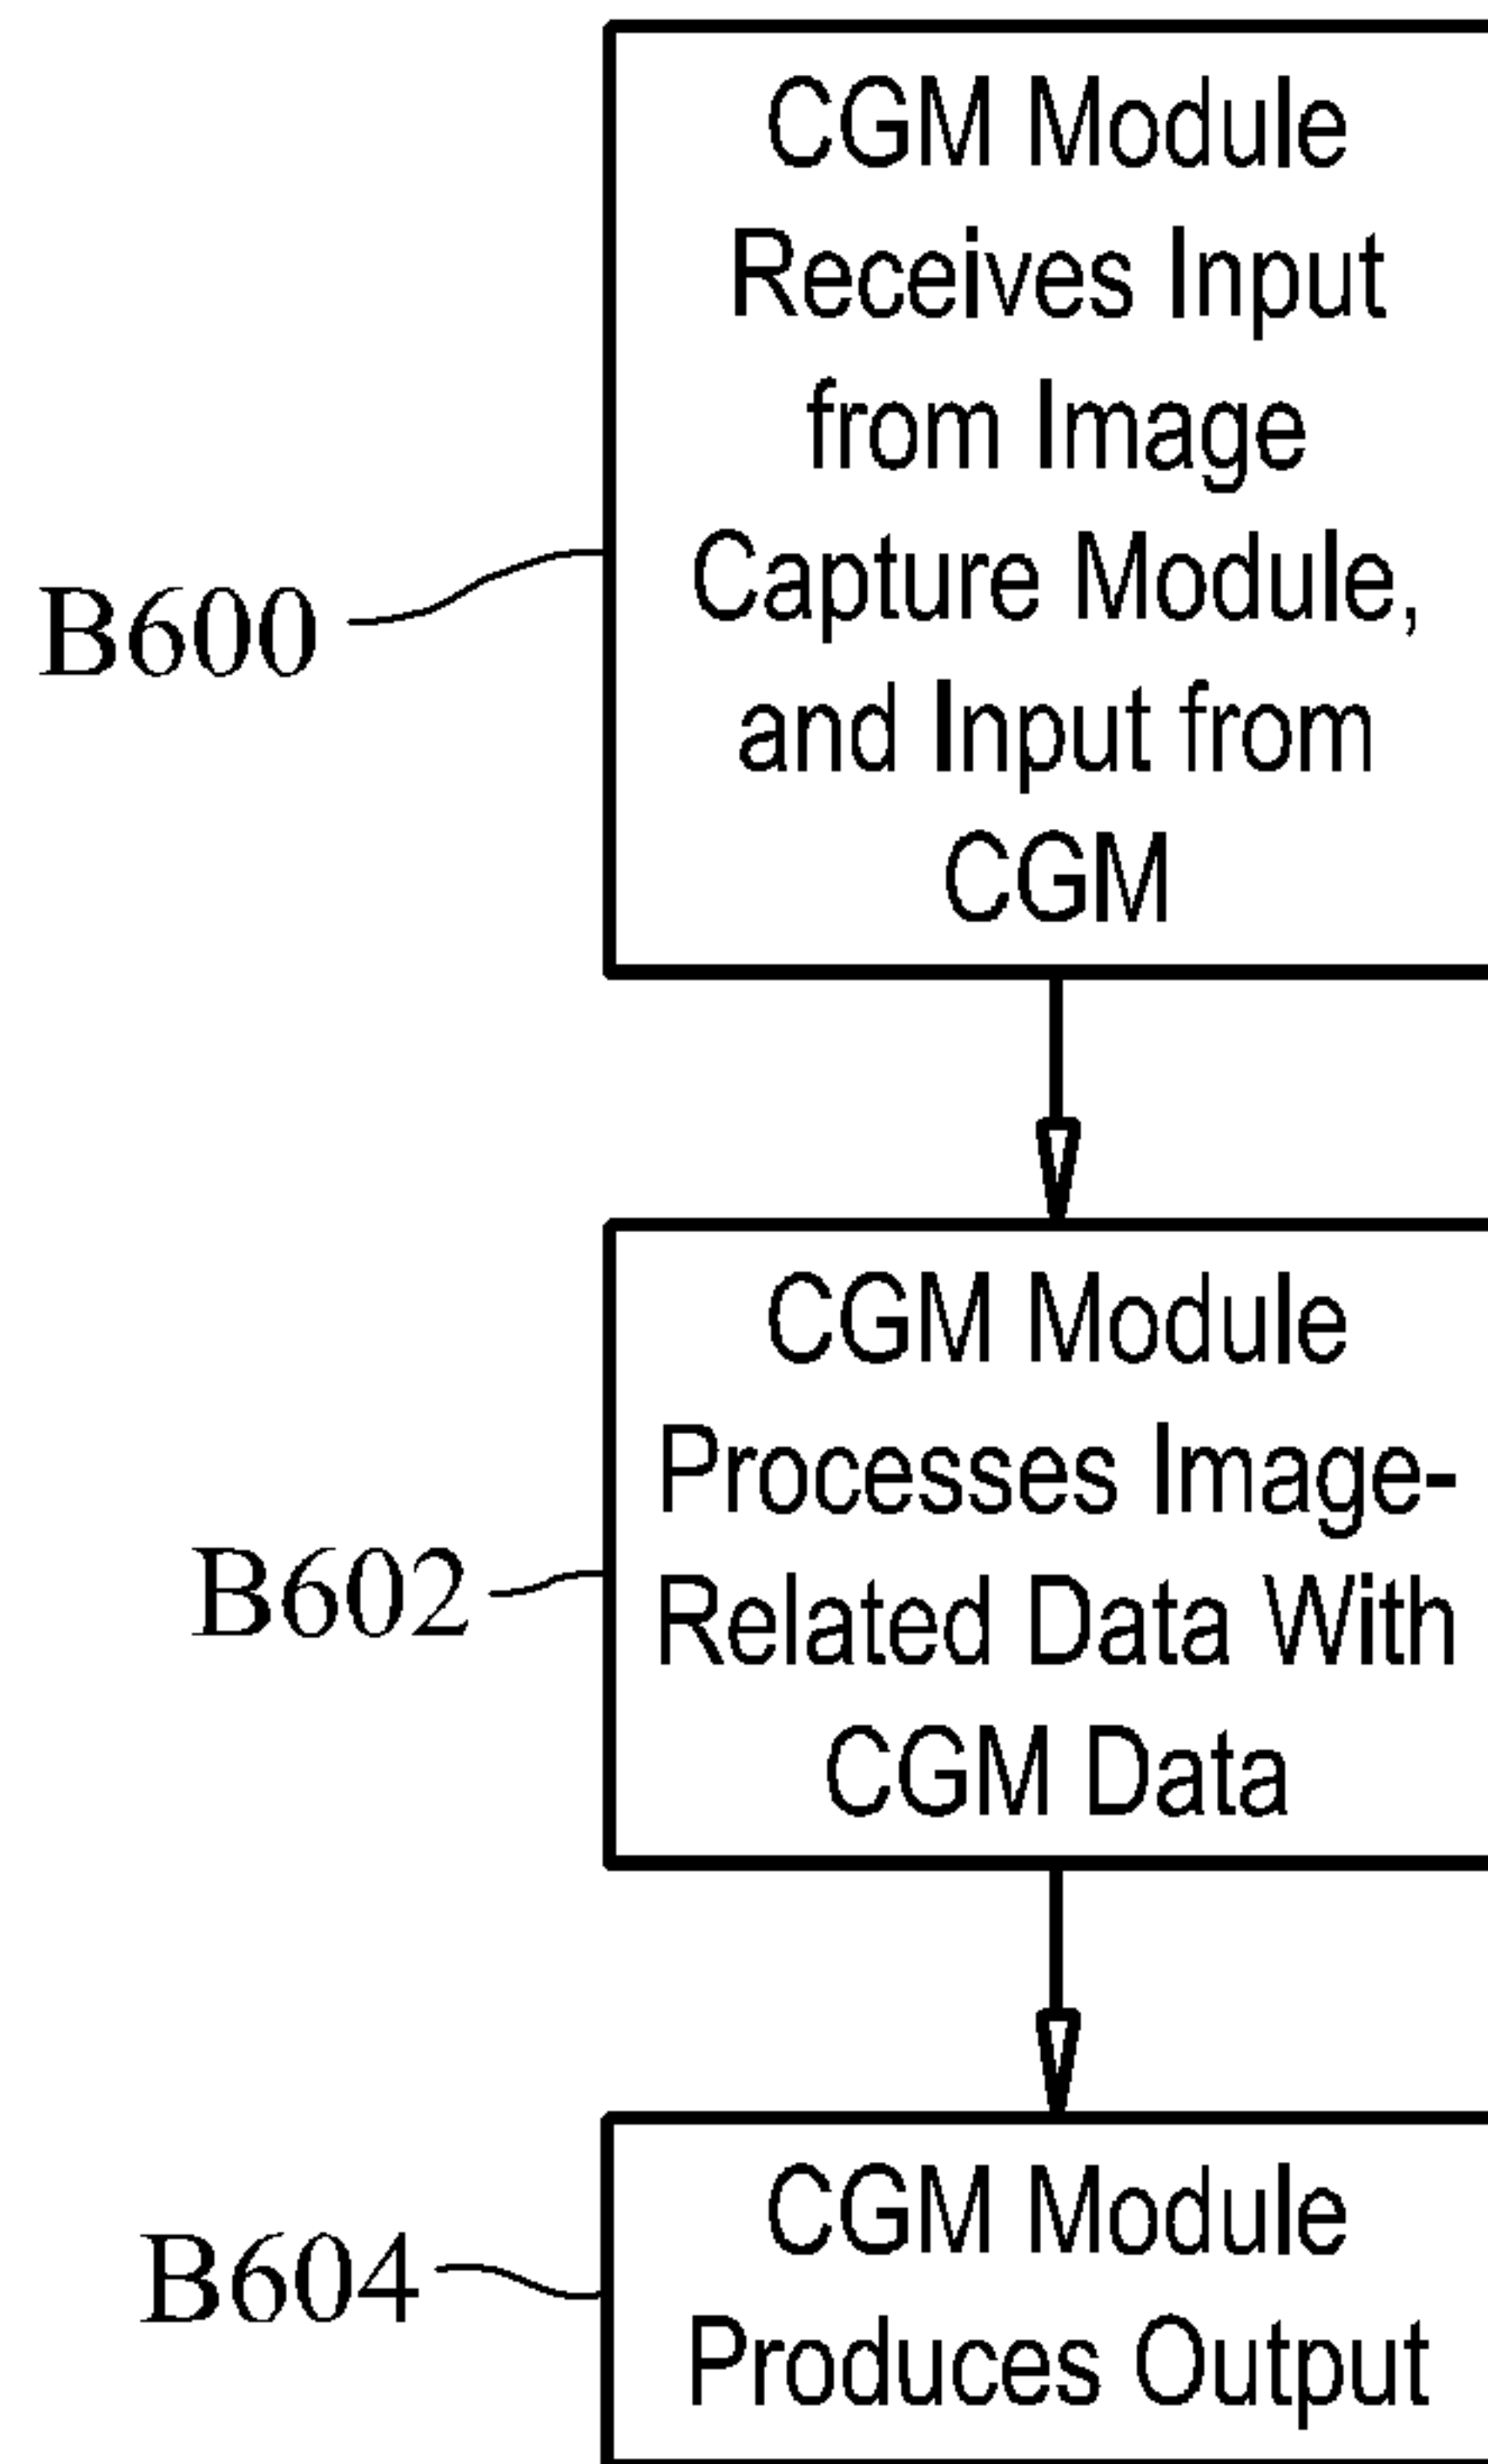 CGM Module
Receives Input
from Image
Capture Module,
and Input from
CGM
B600
CGM Module
Processes Image-
Related Data With
CGM Data
B602
CGM Module
Produces Output
B604